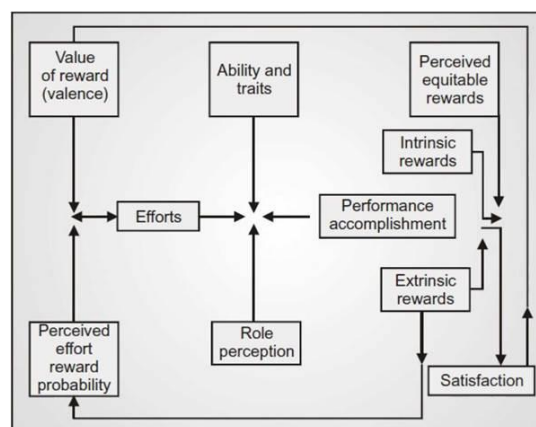 Value
of reward
(valence)
Ability and
traits
Perceived
equitable
rewards
Intrinsic
rewards
Efforts
Performance
accomplishment
Extrinsic
rewards
Perceived
effort
reward
probability
Role
perception
Satisfaction